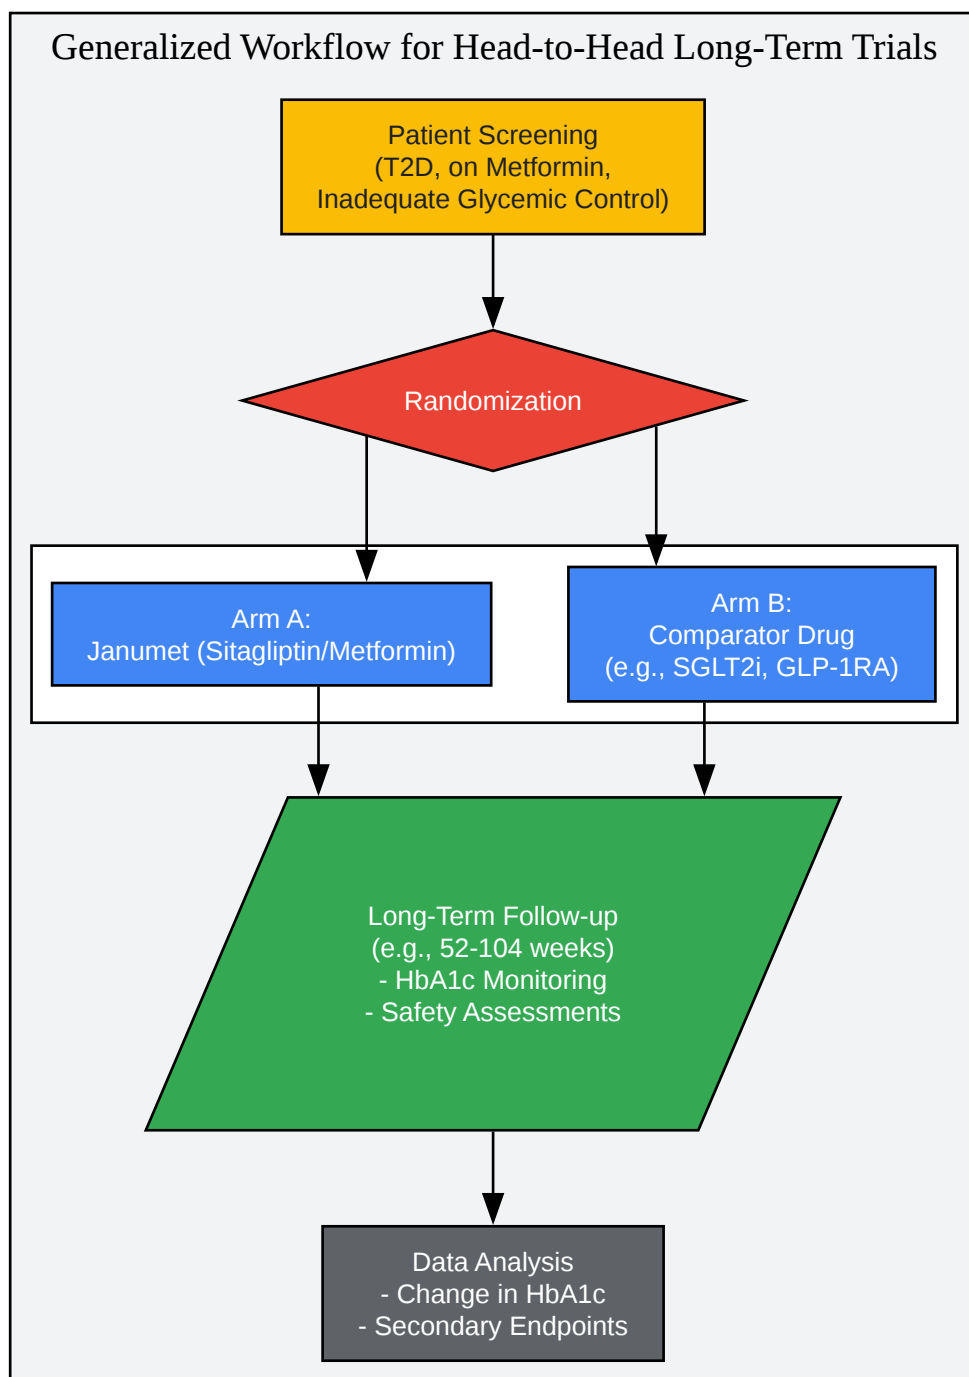 Generalized Workflow for Head-to-Head Long-Term Trials
Patient Screening
(T2D, on Metformin,
Inadequate Glycemic Control)
Randomization
Arm A:
Janumet (Sitagliptin/Metformin)
Arm B:
Comparator Drug
(e.g., SGLT2i, GLP-1RA)
Long-Term Follow-up
(e.g., 52-104 weeks)
- HbA1c Monitoring
- Safety Assessments
Data Analysis
- Change in HbA1c
- Secondary Endpoints